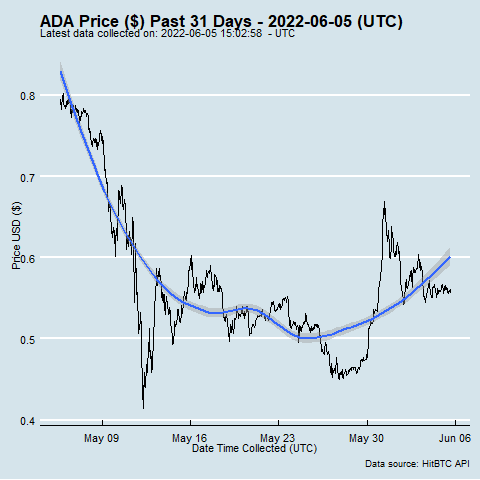 ADA Price ($) Past 31 Days - 2022-06-05 (UTC)
Latest data collected on: 2022-06-05 15:02:58 - UTC
Price USD ($)
0.8
0.7
0.6
0.5
0.4
May 09 May 16 May 23 May 30 Jun 06
Date Time Collected (UTC)
Data source: HitBTC API